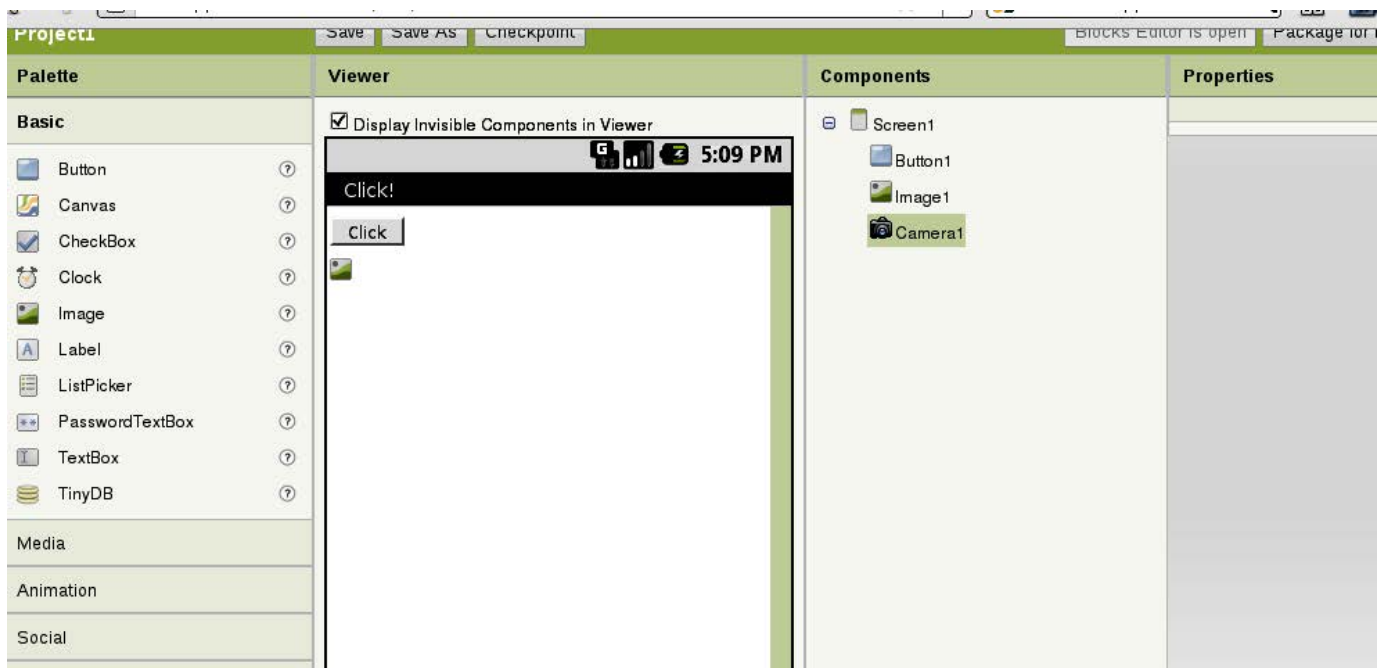 Project1
Save
Save As
Checkpoint
Blocks Editor is open
Package for
Palette
Viewer
Components
Properties
Basic
Button
Canvas
CheckBox
Clock
Image
Label
ListPicker
PasswordTextBox
TextBox
TinyDB
Media
Animation
Social
Display Invisible Components in Viewer
G
5:09 PM
Click!
Click
Screen1
Button1
Image1
Camera1